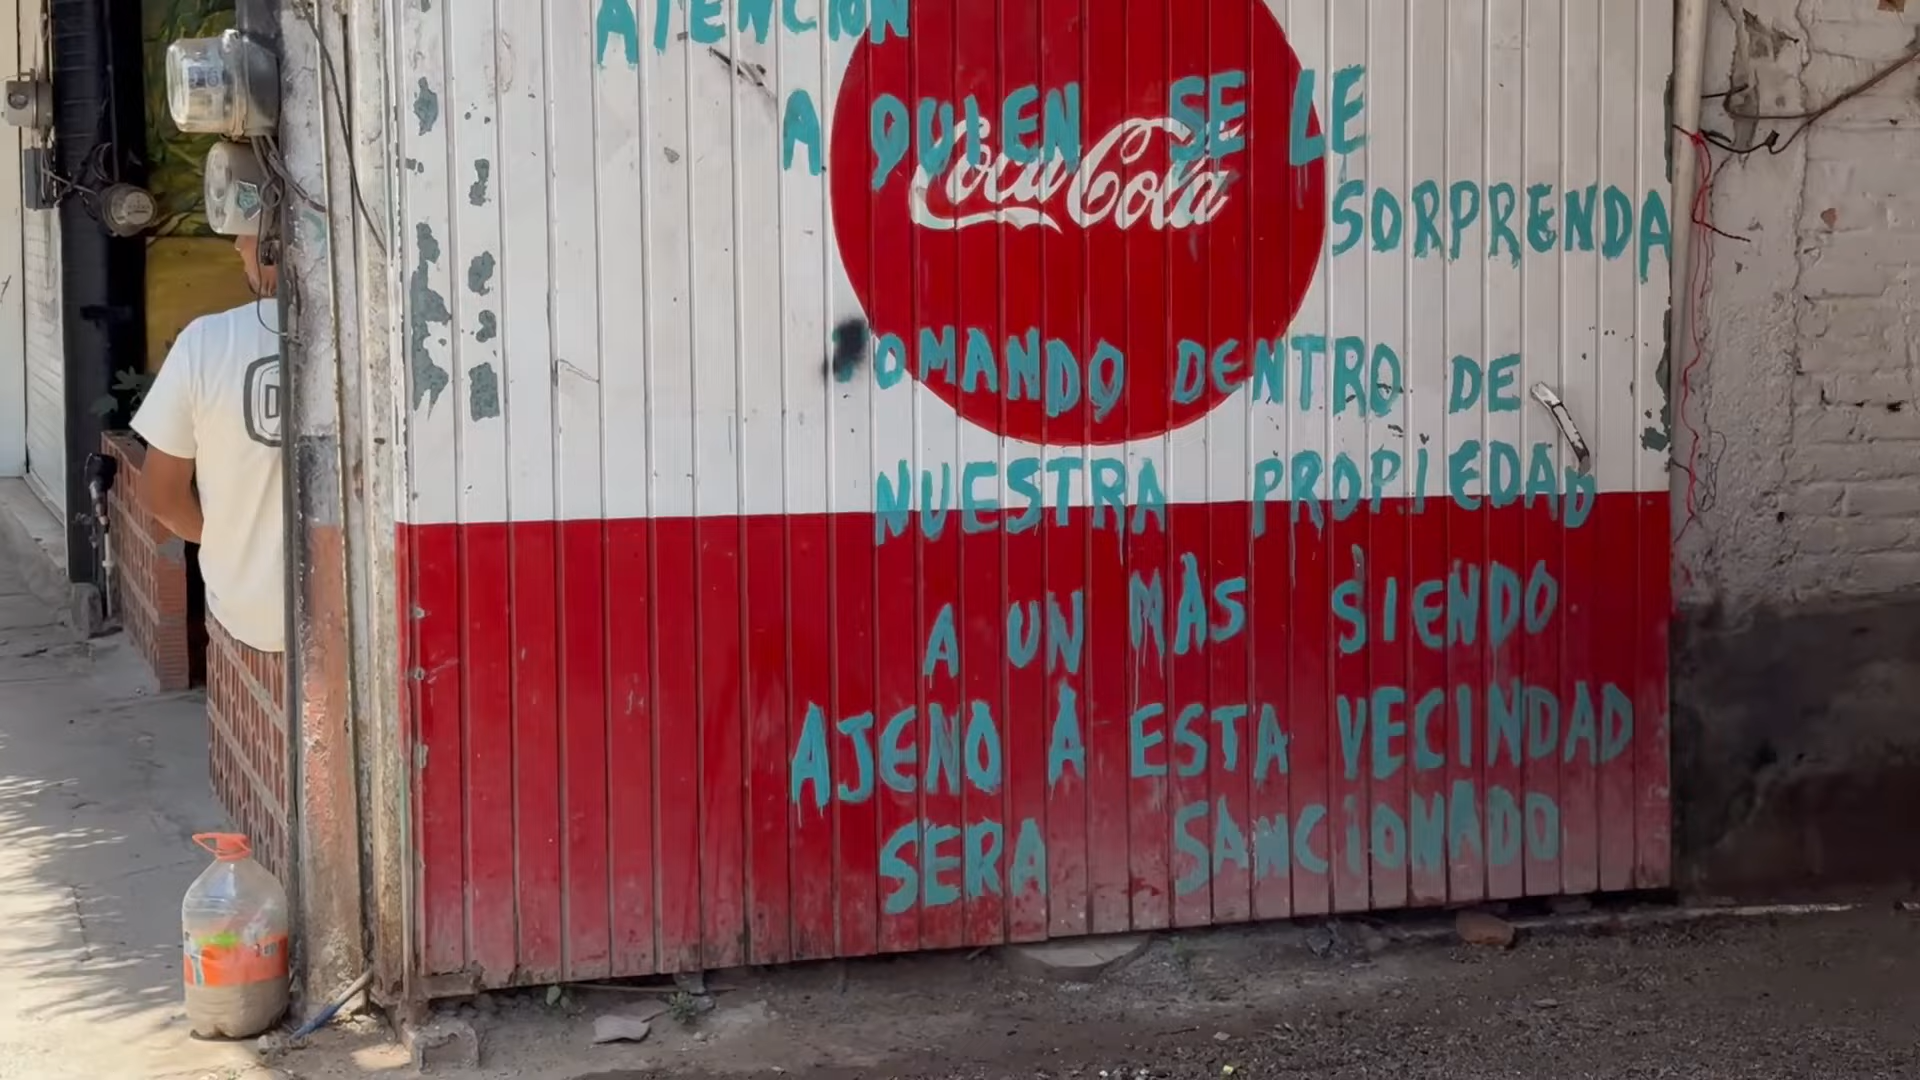 ATENCION
A QUIEN SE LE
Coca Cola
SORPRENDA
TOMANDO DENTRO DE
NUESTRA PROPIEDAD
A UN MÁS SIENDO
AJENO A ESTA VECINDAD
SERA SANCIONADO